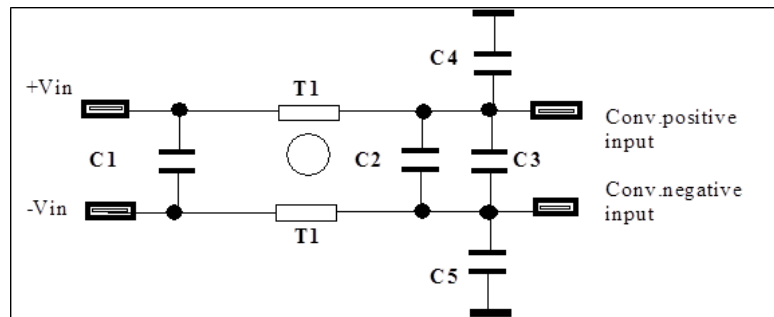 C4
+Vin
T1
Conv.positive
input
C1
C2
C3
Conv.negative
input
-Vin
T1
C5